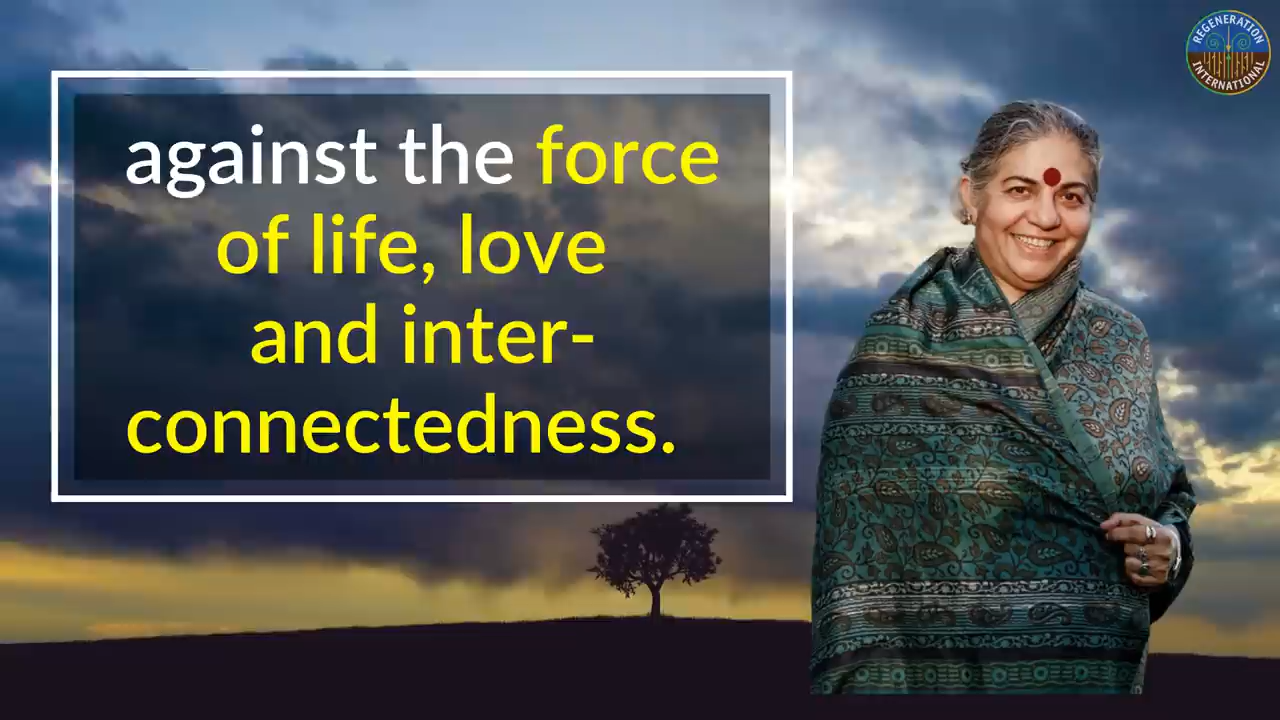 against the force
of life, love
and inter-
connectedness.
REGENERATION
INTERNATIONAL